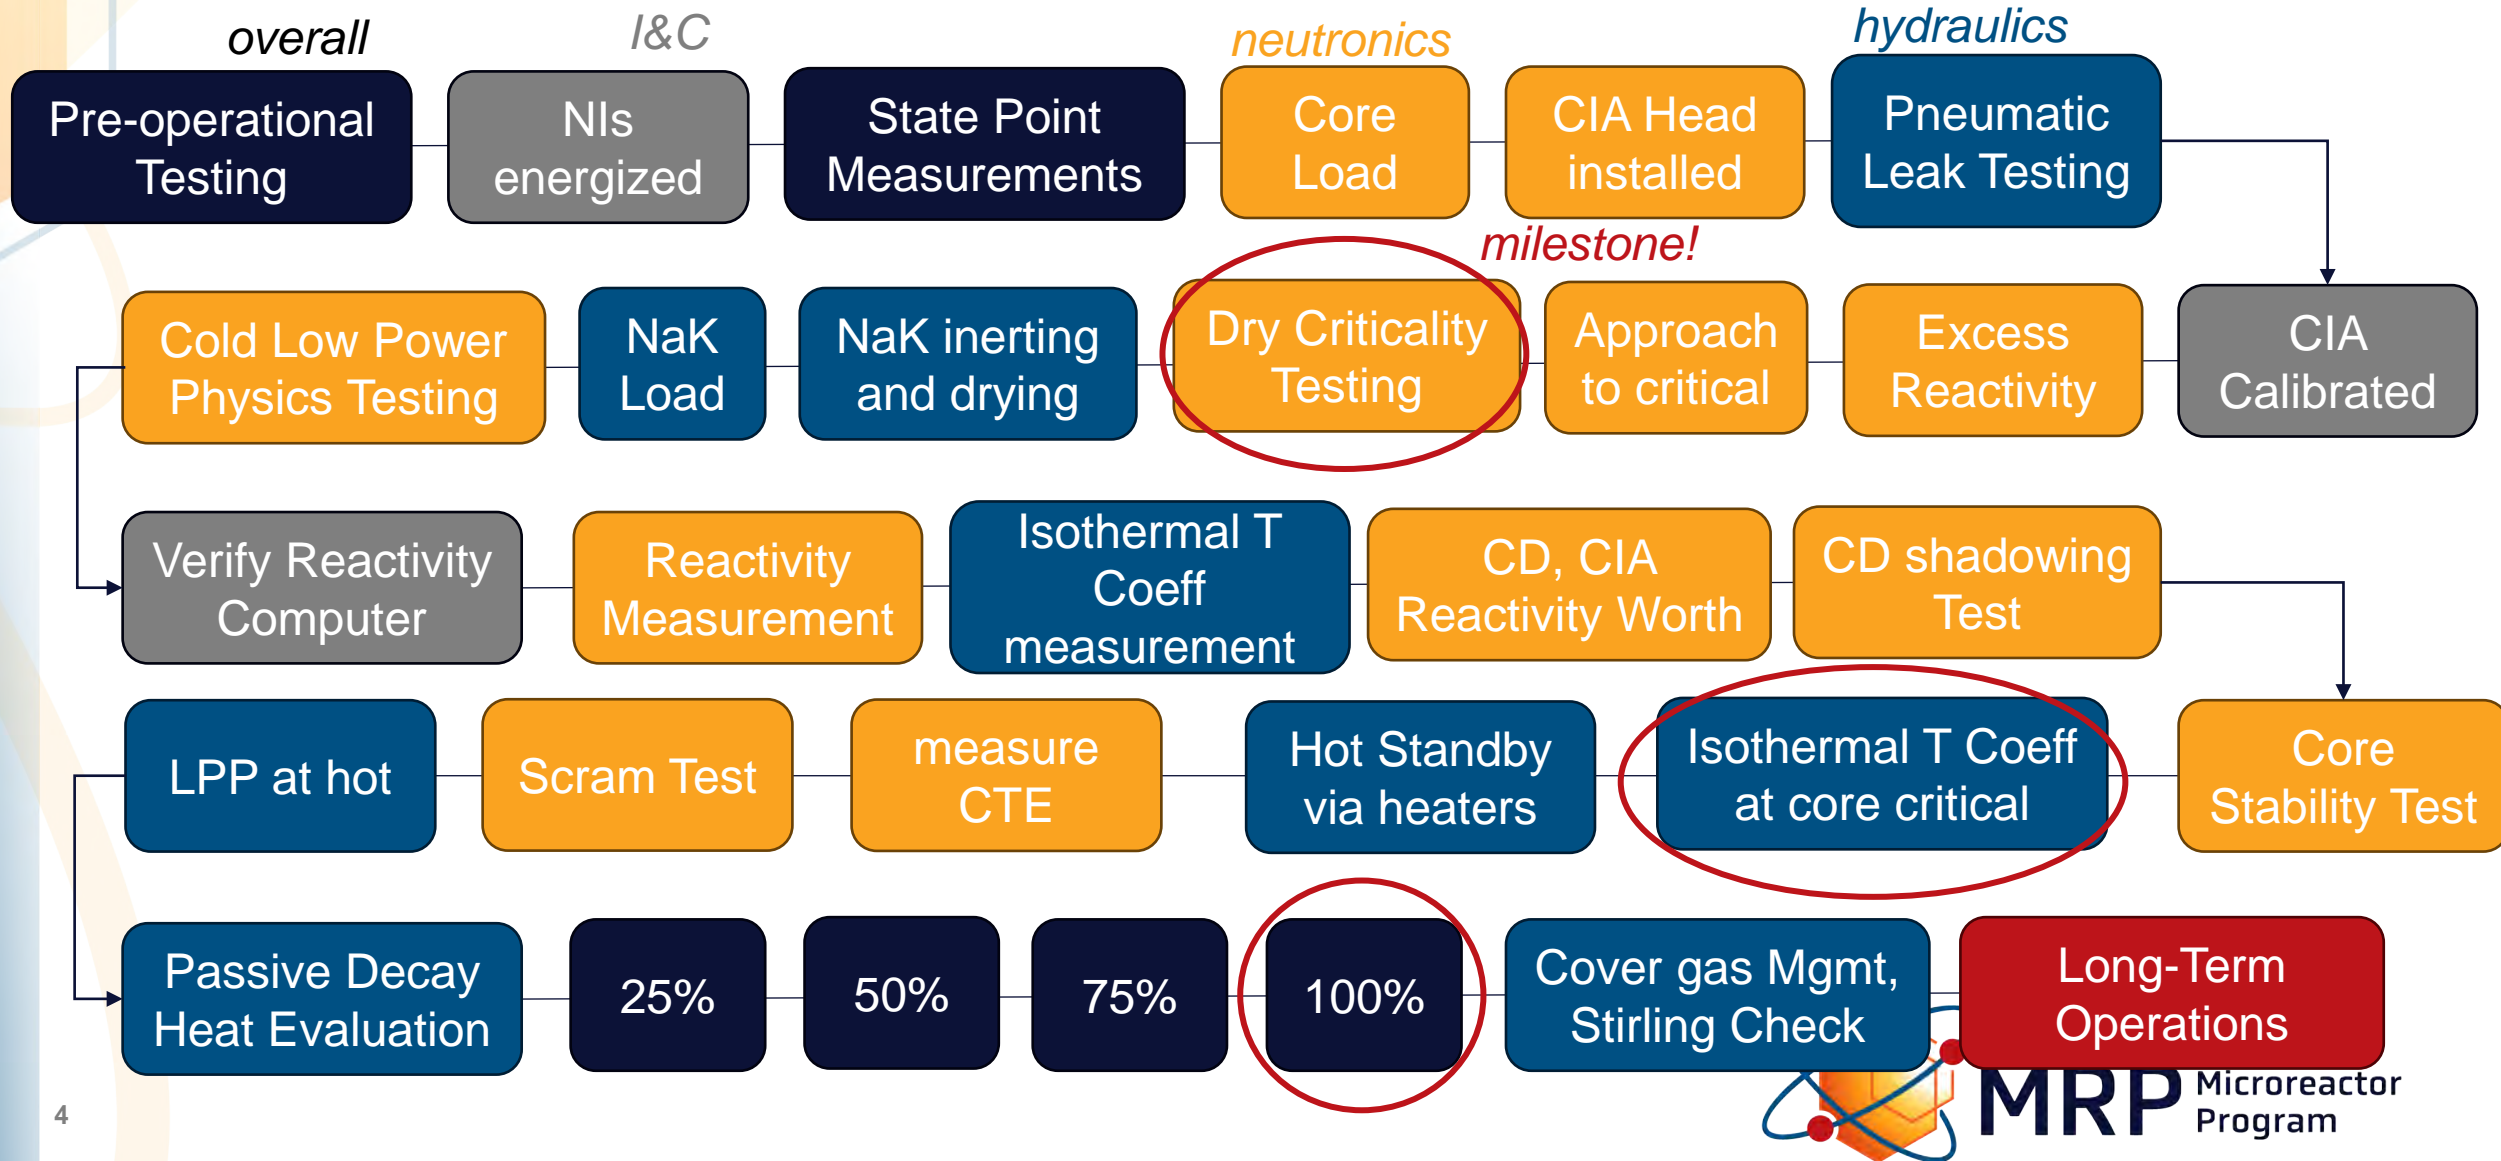 overall
I&C
neutronics
hydraulics
Pre-operational
Testing
NIs
energized
State Point
Measurements
Core
Load
CIA Head
installed
Pneumatic
Leak Testing
milestone!
Cold Low Power
Physics Testing
NaK
Load
NaK inerting
and drying
Dry Criticality
Testing
Approach
to critical
Excess
Reactivity
CIA
Calibrated
Verify Reactivity
Computer
Reactivity
Measurement
Isothermal T
Coeff
measurement
CD, CIA
Reactivity Worth
CD shadowing
Test
LPP at hot
Scram Test
measure
CTE
Hot Standby
via heaters
Isothermal T Coeff
at core critical
Core
Stability Test
Passive Decay
Heat Evaluation
25%
50%
75%
100%
Cover gas Mgmt,
Stirling Check
Long-Term
Operations
4
MRP
Microreactor
Program